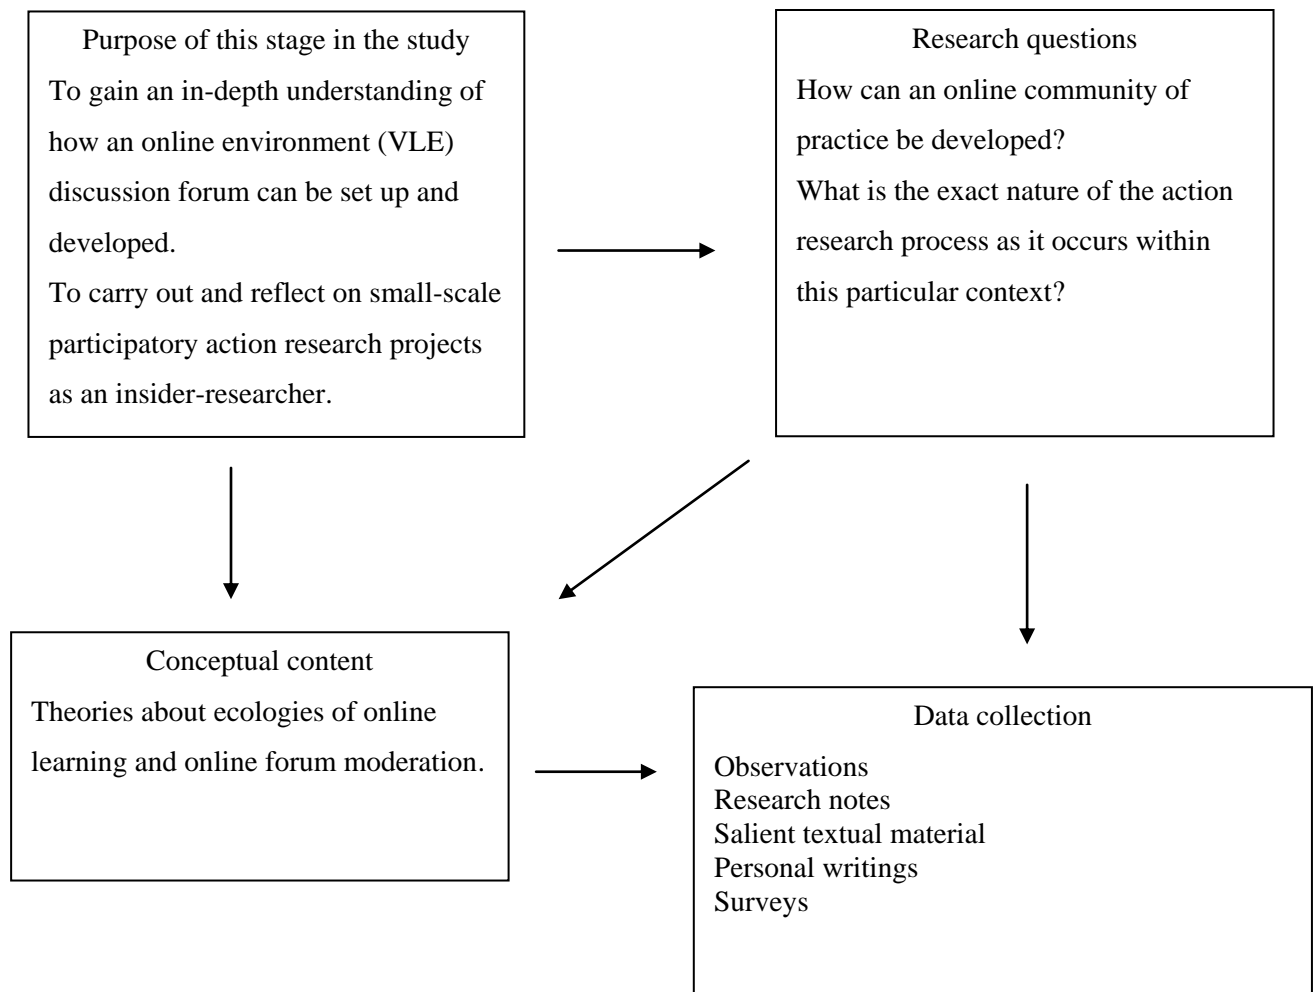 Purpose of this stage in the study
To gain an in-depth understanding of
how an online environment (VLE)
discussion forum can be set up and
developed.
To carry out and reflect on small-scale
participatory action research projects
as an insider-researcher.
Research questions
How can an online community of
practice be developed?
What is the exact nature of the action
research process as it occurs within
this particular context?
Conceptual content
Theories about ecologies of online
learning and online forum moderation.
Data collection
Observations
Research notes
Salient textual material
Personal writings
Surveys